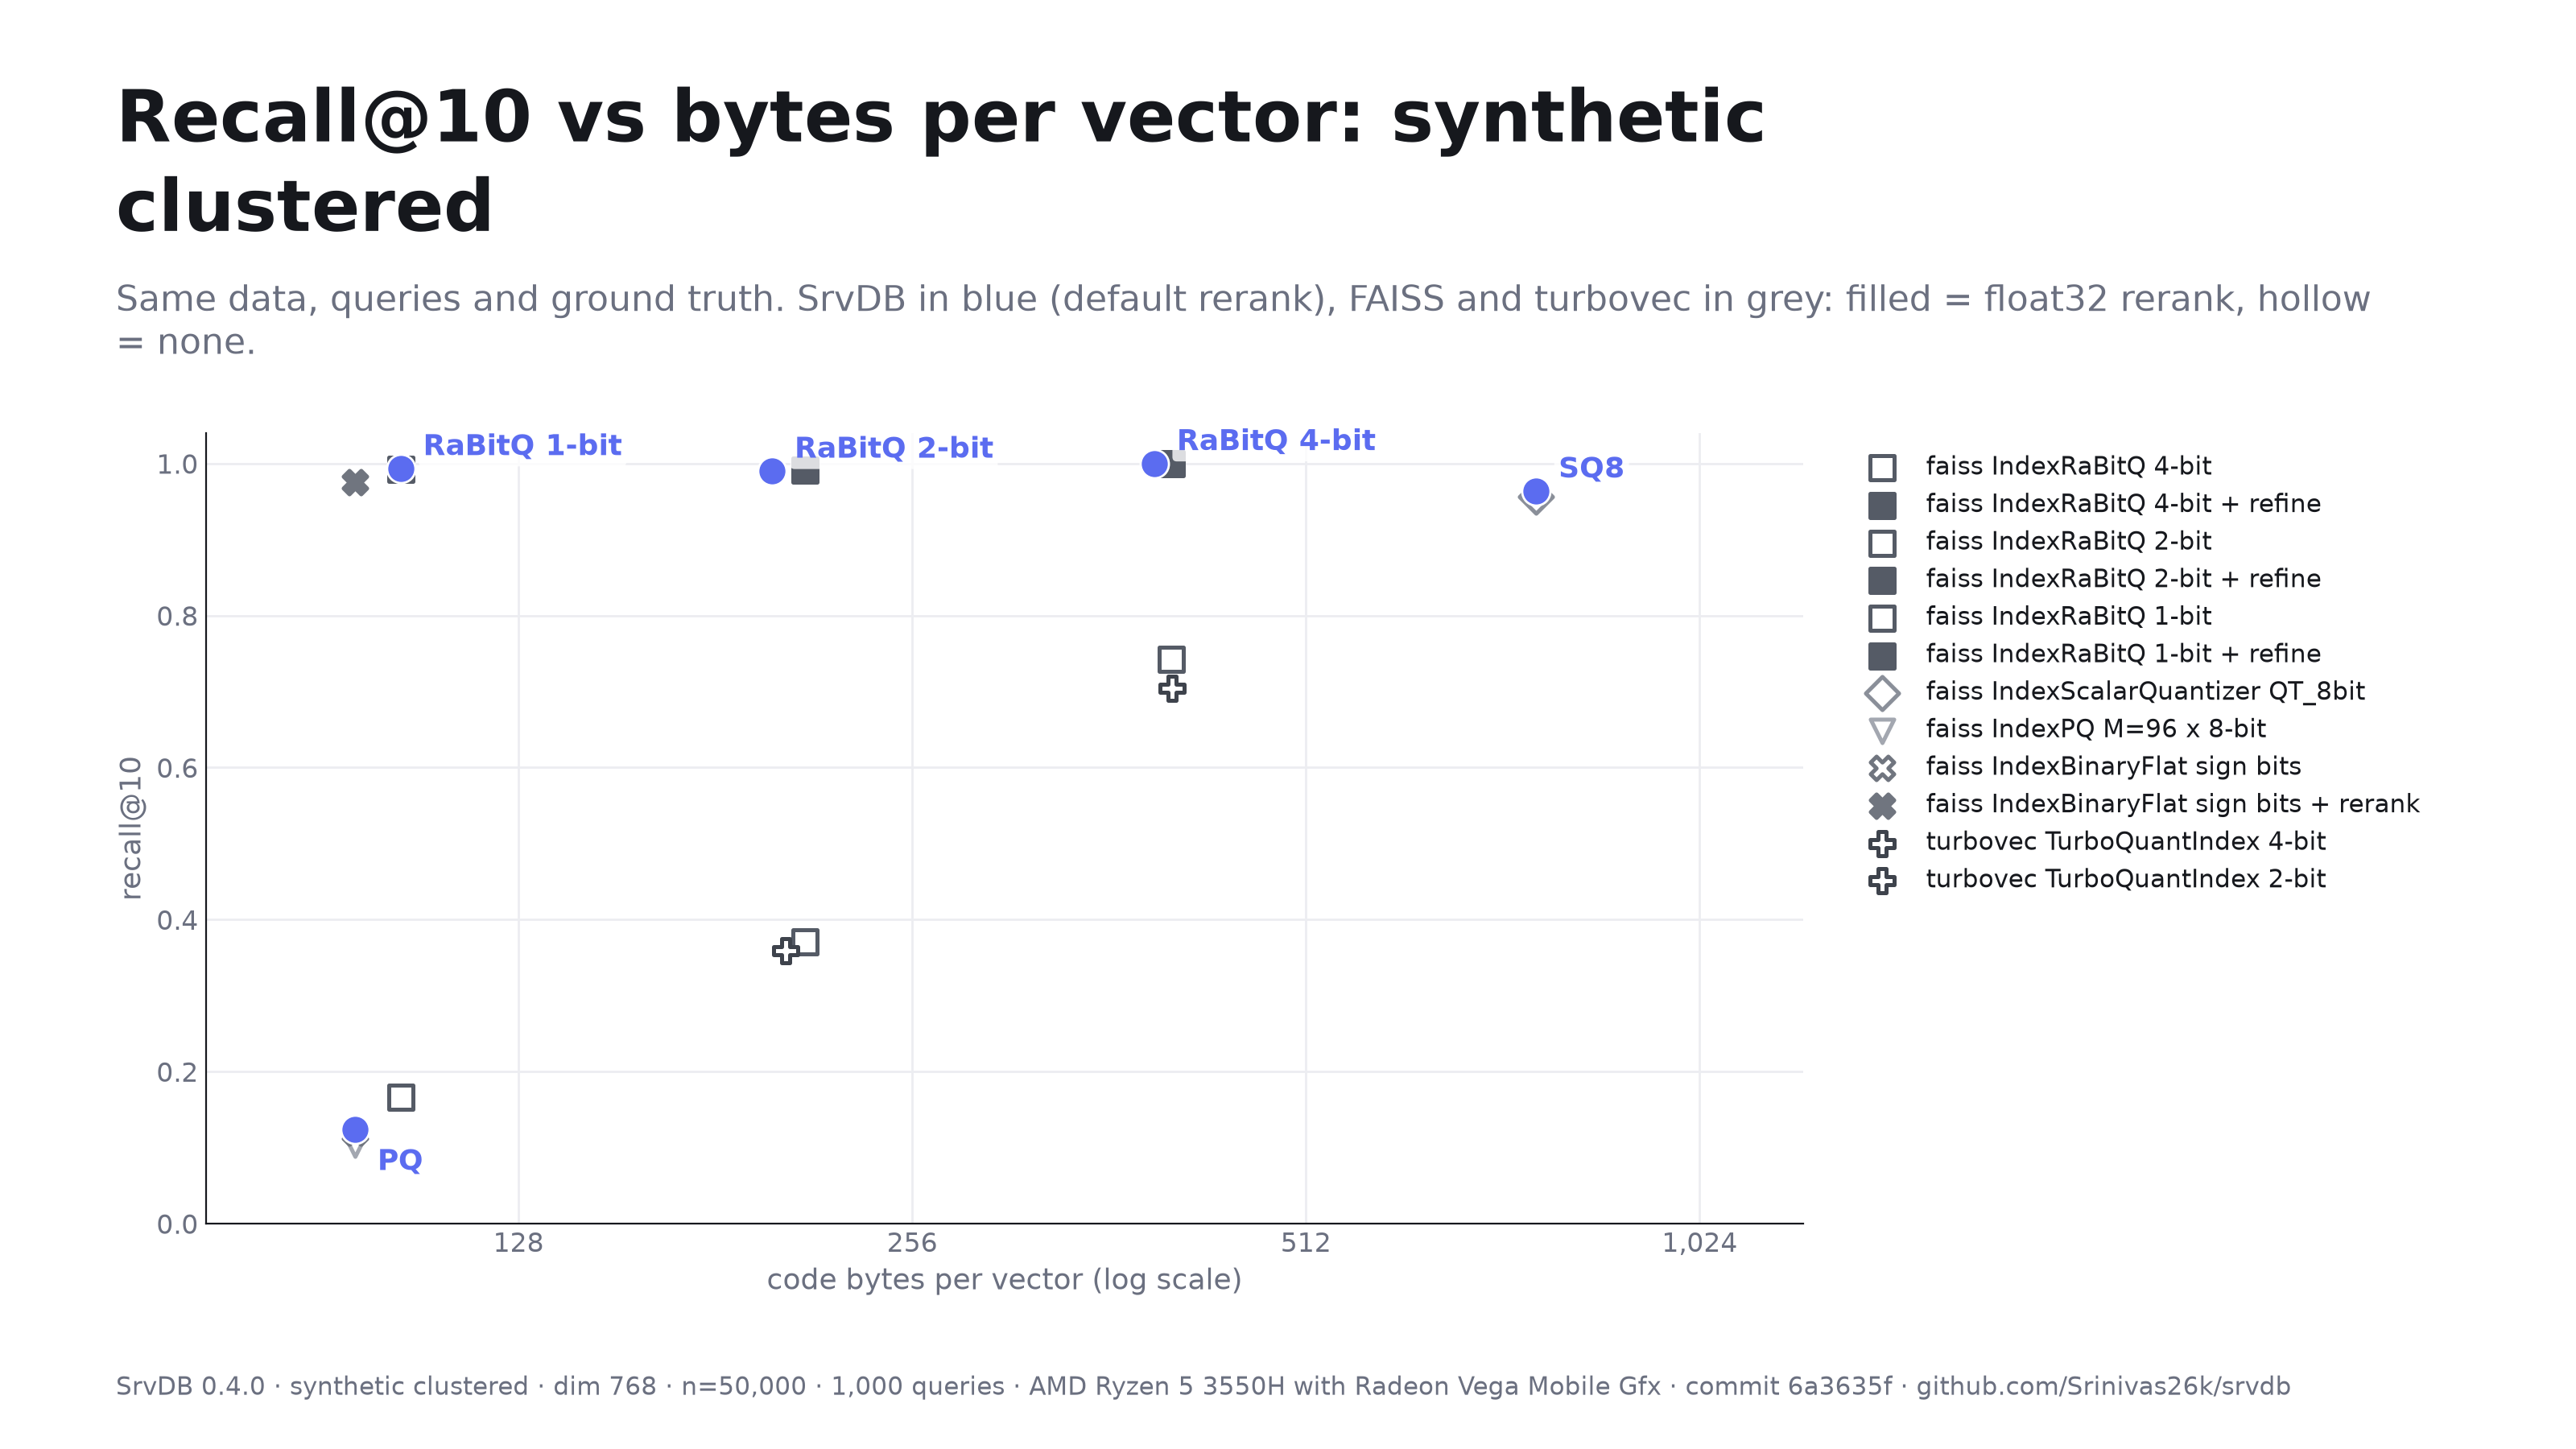 Recall@10 vs bytes per vector: synthetic
clustered
Same data, queries and ground truth. SrvDB in blue (default rerank), FAISS and turbovec in grey: filled = float32 rerank, hollow
= none.
RaBitQ 1-bit
RaBitQ 2-bit
RaBitQ 4-bit
SQ8
PQ
1.0
0.8
0.6
0.4
0.2
0.0
recall@10
128
256
512
1,024
code bytes per vector (log scale)
faiss IndexRaBitQ 4-bit
faiss IndexRaBitQ 4-bit + refine
faiss IndexRaBitQ 2-bit
faiss IndexRaBitQ 2-bit + refine
faiss IndexRaBitQ 1-bit
faiss IndexRaBitQ 1-bit + refine
faiss IndexScalarQuantizer QT_8bit
faiss IndexPQ M=96 x 8-bit
faiss IndexBinaryFlat sign bits
faiss IndexBinaryFlat sign bits + rerank
turbovec TurboQuantIndex 4-bit
turbovec TurboQuantIndex 2-bit
SrvDB 0.4.0 · synthetic clustered · dim 768 · n=50,000 · 1,000 queries · AMD Ryzen 5 3550H with Radeon Vega Mobile Gfx · commit 6a3635f · github.com/Srinivas26k/srvdb